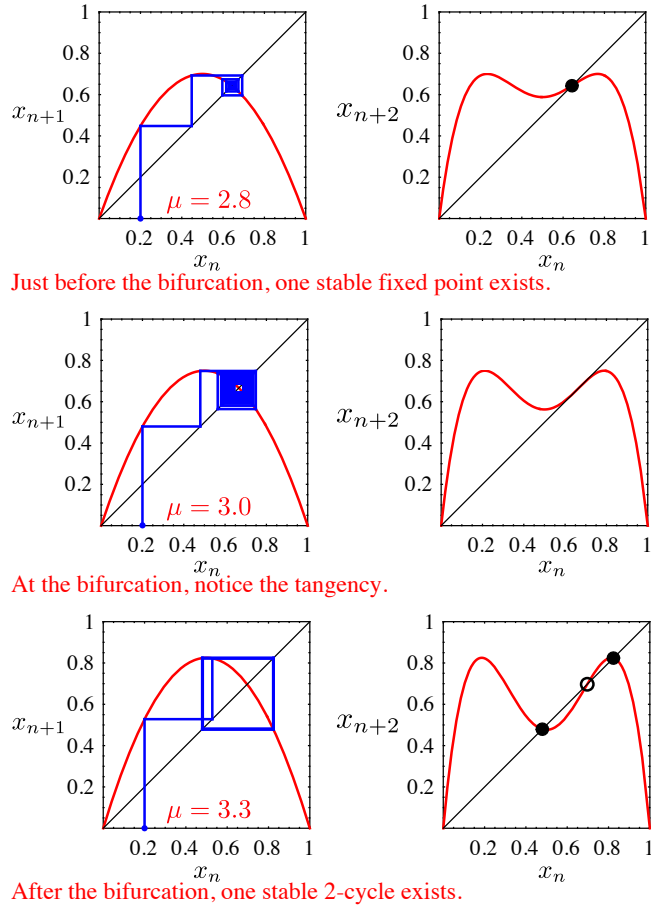 1
0.8
0.6
0.4
0.2
x_{n+1}
μ = 2.8
0.2 0.4 0.6 0.8 1
x_n
1
0.8
0.6
0.4
0.2
x_{n+2}
0.2 0.4 0.6 0.8 1
x_n
Just before the bifurcation, one stable fixed point exists.
1
0.8
0.6
0.4
0.2
x_{n+1}
μ = 3.0
0.2 0.4 0.6 0.8 1
x_n
1
0.8
0.6
0.4
0.2
x_{n+2}
0.2 0.4 0.6 0.8 1
x_n
At the bifurcation, notice the tangency.
1
0.8
0.6
0.4
0.2
x_{n+1}
μ = 3.3
0.2 0.4 0.6 0.8 1
x_n
1
0.8
0.6
0.4
0.2
x_{n+2}
0.2 0.4 0.6 0.8 1
x_n
After the bifurcation, one stable 2-cycle exists.